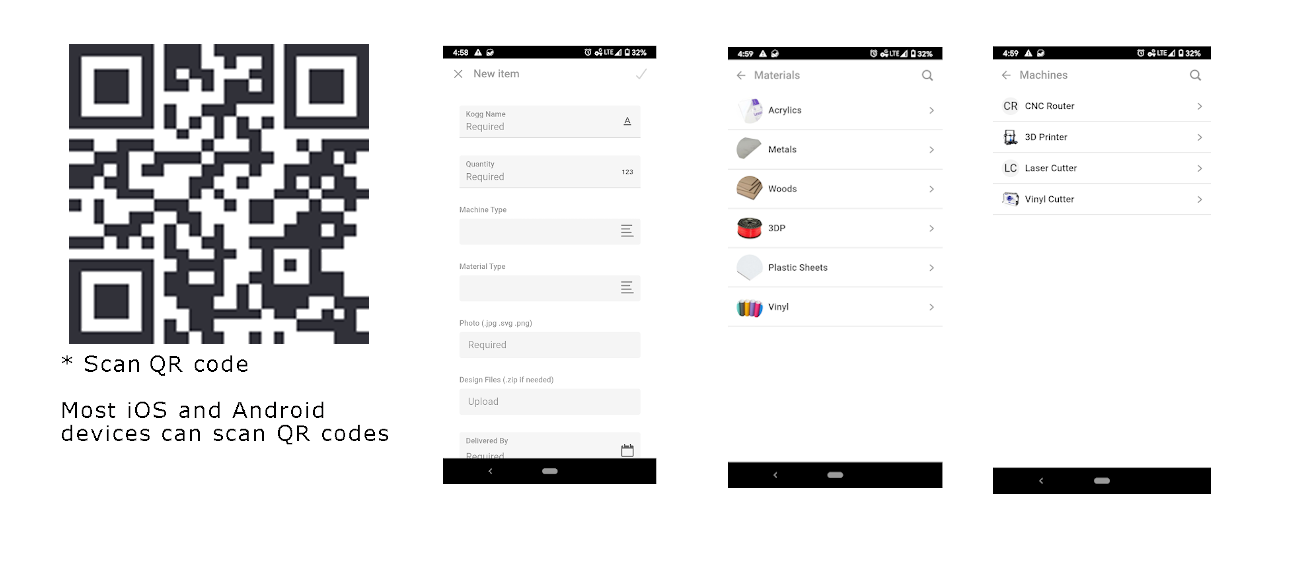 * Scan QR code
Most iOS and Android
devices can scan QR codes
4:58 LTE 32%
New item
Kogg Name
Required A
Quantity
Required 123
Machine Type
Material Type
Photo (.jpg .svg .png)
Required
Design Files (.zip if needed)
Upload
Delivered By
Required
4:59 LTE 32%
Materials
Acrylics
Metals
Woods
3DP
Plastic Sheets
Vinyl
4:59 LTE 32%
Machines
CR CNC Router
3D Printer
LC Laser Cutter
Vinyl Cutter